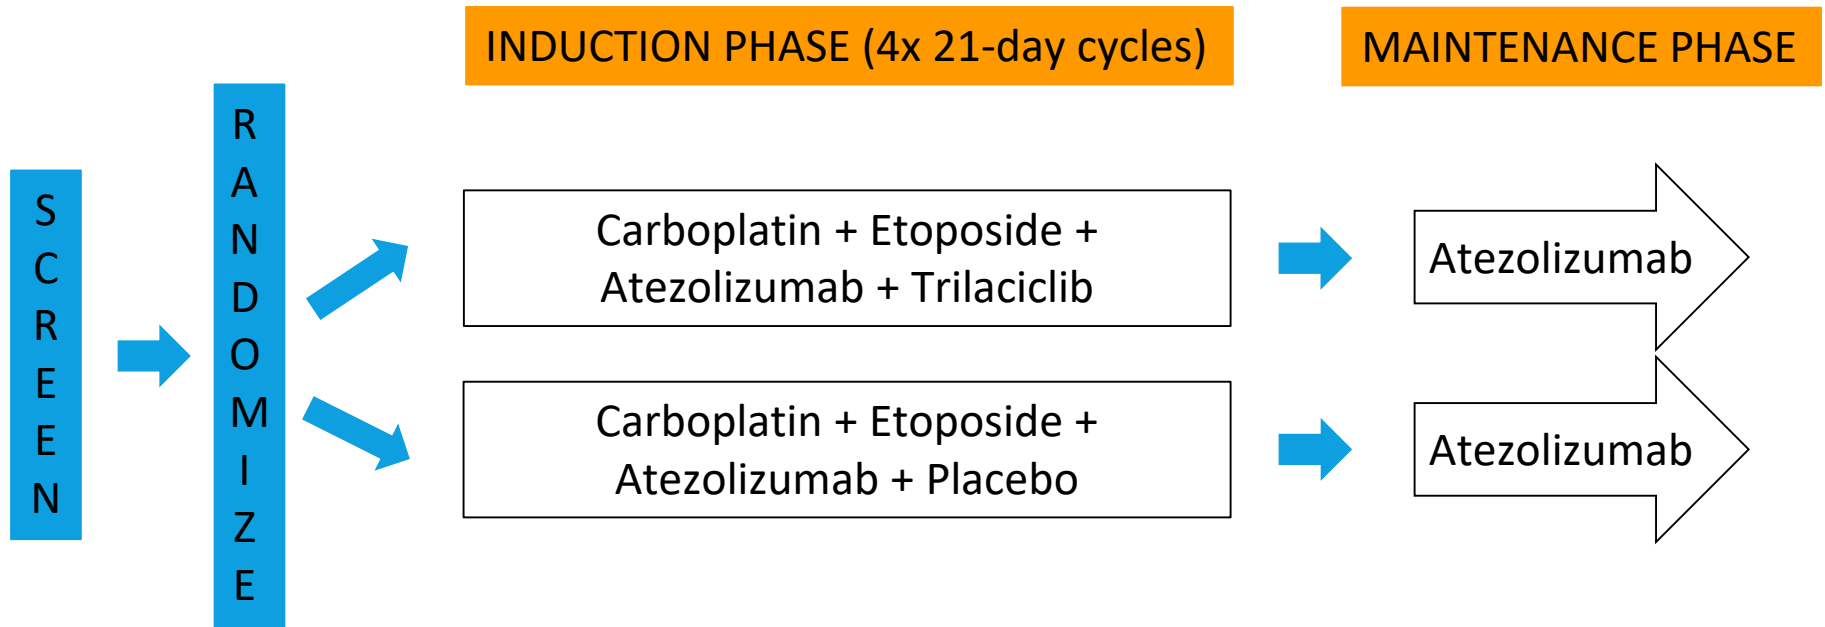 INDUCTION PHASE (4x 21-day cycles)
MAINTENANCE PHASE
SCREEN
RANDOMIZE
Carboplatin + Etoposide +
Atezolizumab + Trilaciclib
Atezolizumab
Carboplatin + Etoposide +
Atezolizumab + Placebo
Atezolizumab